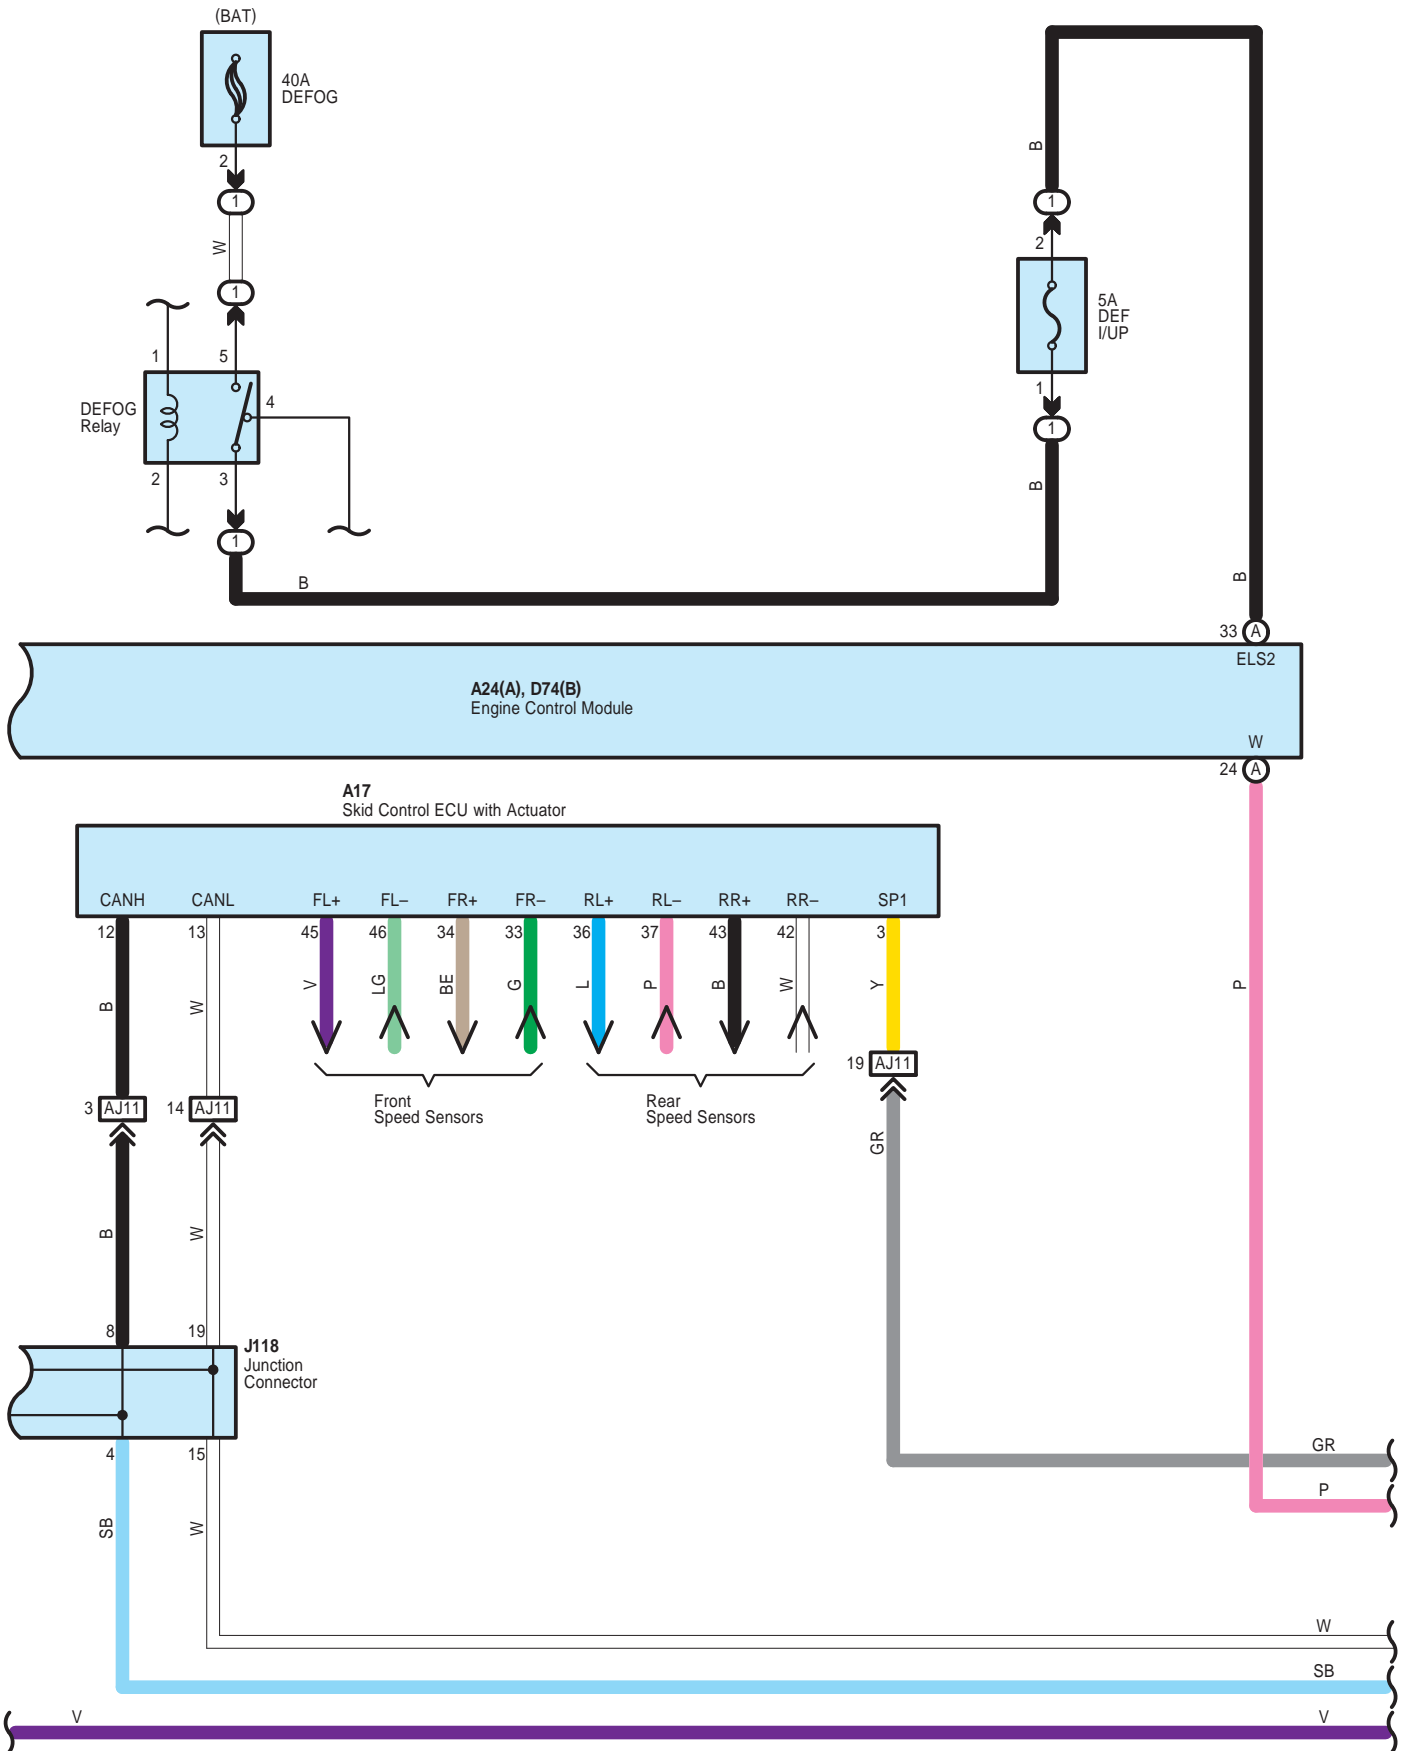 (BAT)
40A
DEFOG
2
1
W
1
1
5
4
DEFOG
Relay
2
3
1
B
B
1
2
5A
DEF
I/UP
1
1
B
B
33
A
ELS2
A24(A), D74(B)
Engine Control Module
W
24
A
A17
Skid Control ECU with Actuator
CANH
CANL
FL+
FL–
FR+
FR–
RL+
RL–
RR+
RR–
SP1
12
13
45
46
34
33
36
37
43
42
3
B
W
V
LG
BE
G
L
P
B
W
Y
P
Front
Speed Sensors
Rear
Speed Sensors
19
AJ11
3
AJ11
14
AJ11
GR
B
W
8
19
J118
Junction
Connector
4
15
SB
W
GR
P
W
SB
V
V